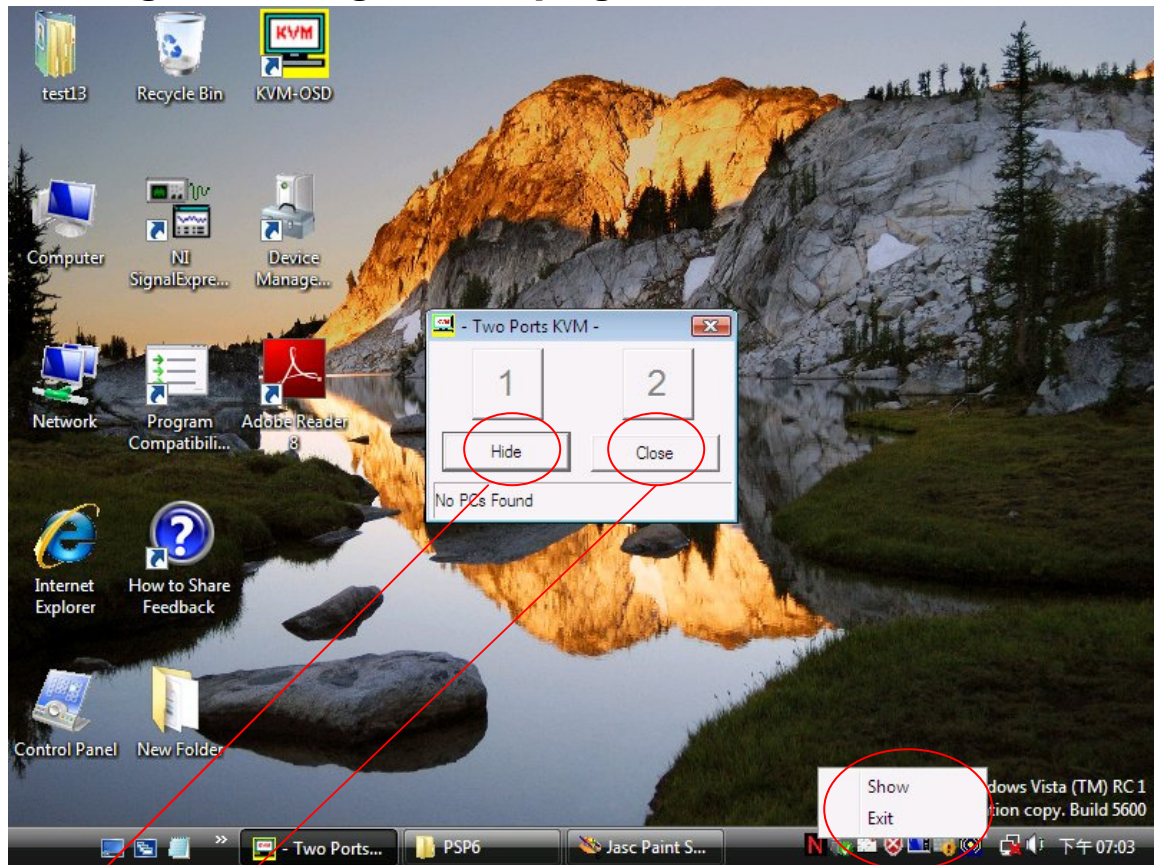 test13
Recycle Bin
KVM
KVM-OSD
Computer
NI
SignalExpre...
Device
Manage...
Network
Program
Compatibili...
Adobe Reader
8
- Two Ports KVM -
1
2
Hide
Close
No PCs Found
Internet
Explorer
How to Share
Feedback
Control Panel
New Folder
Show
Exit
dows Vista (TM) RC 1
tion copy. Build 5600
- Two Ports...
PSP6
Jasc Paint S...
N
下午 07:03